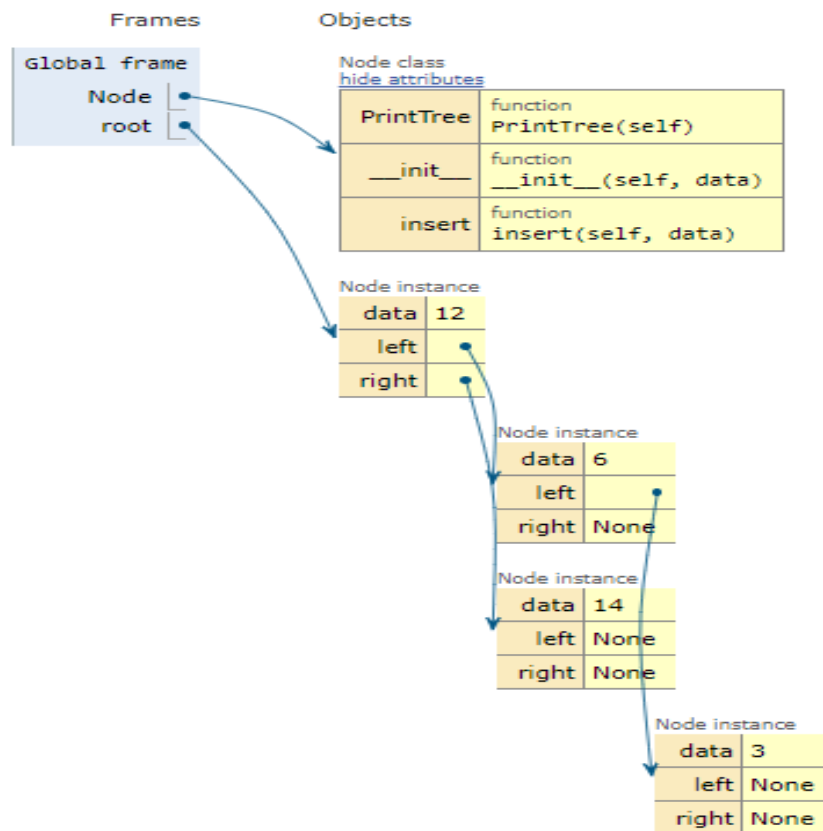 Frames
Objects
Global frame
Node
root
Node class
hide attributes
PrintTree
function
PrintTree(self)
__init__
function
__init__(self, data)
insert
function
insert(self, data)
Node instance
data 12
left
right
Node instance
data 6
left
right None
Node instance
data 14
left None
right None
Node instance
data 3
left None
right None